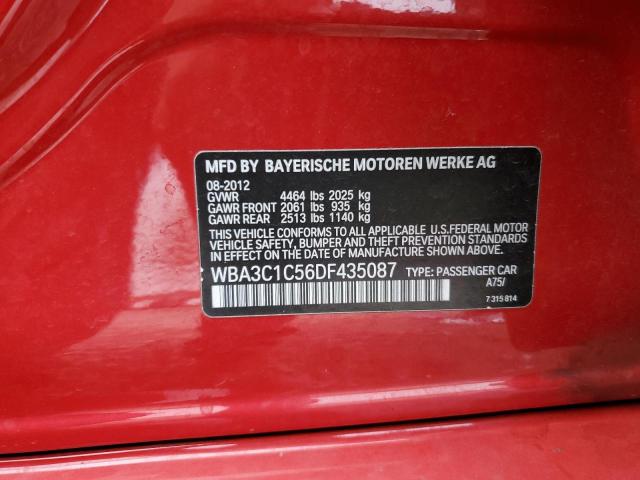 MFD BY BAYERISCHE MOTOREN WERKE AG
08-2012
GVWR 4464 lbs 2025 kg
GAWR FRONT 2061 lbs 935 kg
GAWR REAR 2513 lbs 1140 kg
THIS VEHICLE CONFORMS TO ALL APPLICABLE U.S.FEDERAL MOTOR
VEHICLE SAFETY, BUMPER AND THEFT PREVENTION STANDARDS IN
EFFECT ON THE DATE OF MANUFACTURE SHOWN ABOVE.
WBA3C1C56DF435087 TYPE: PASSENGER CAR
A75/
7 315 814